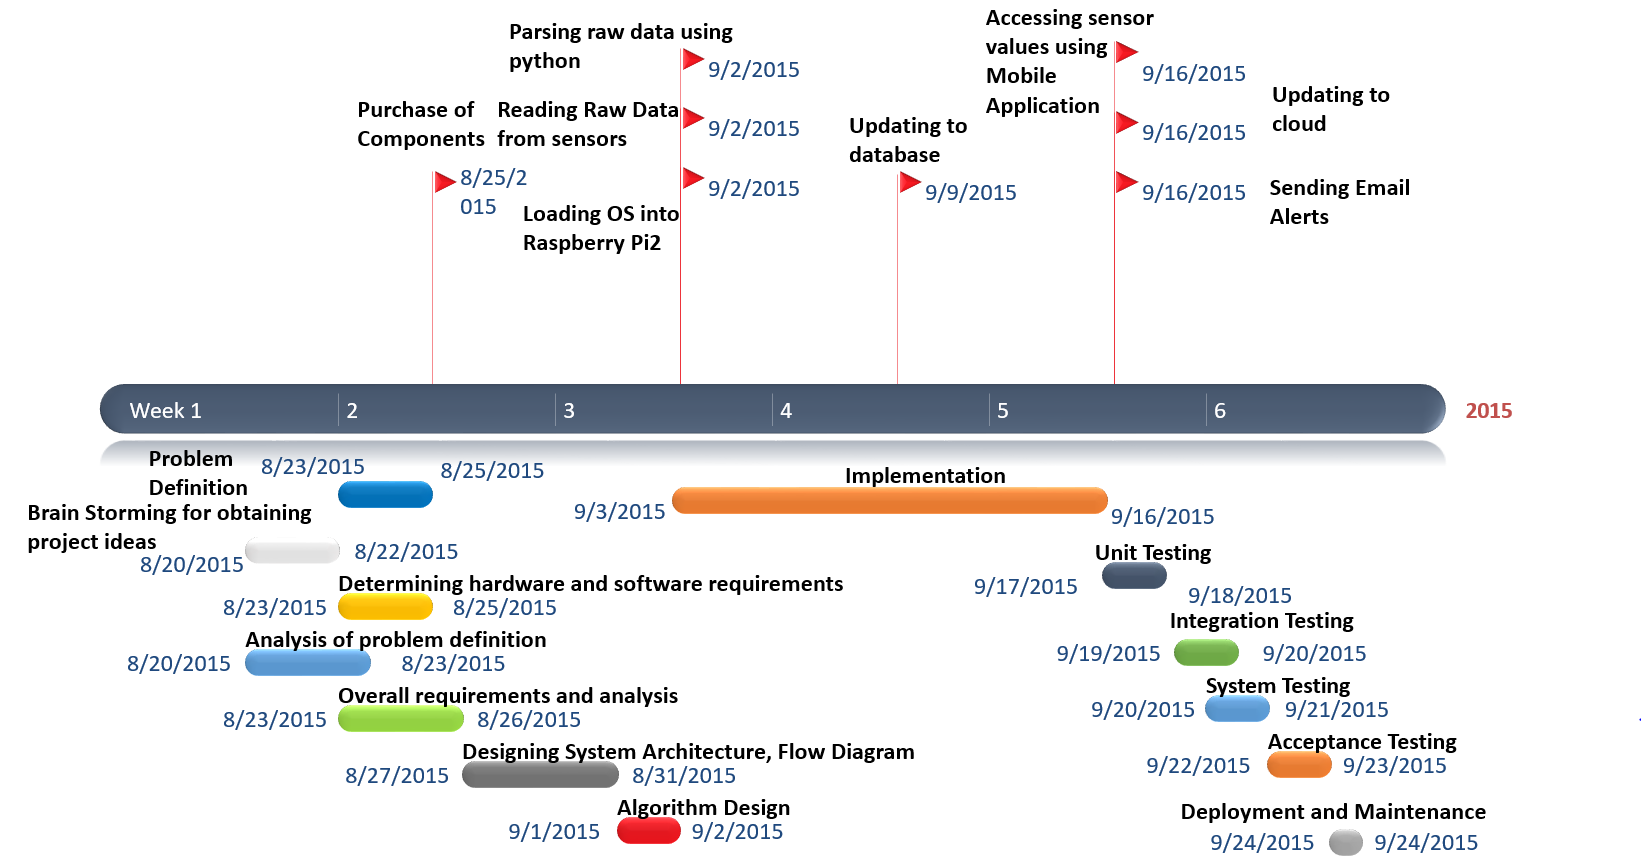 Parsing raw data using
python
9/2/2015
Accessing sensor
values using
Mobile
Application
9/16/2015
Purchase of
Components
Reading Raw Data
from sensors
9/2/2015
Updating to
database
9/16/2015
Updating to
cloud
8/25/2
015
Loading OS into
Raspberry Pi2
9/2/2015
9/9/2015
9/16/2015
Sending Email
Alerts
Week 1
2
3
4
5
6
2015
Problem
Definition
8/23/2015
8/25/2015
Implementation
9/3/2015
9/16/2015
Brain Storming for obtaining
project ideas
8/20/2015
8/22/2015
Unit Testing
9/17/2015
9/18/2015
Determining hardware and software requirements
8/23/2015
8/25/2015
Integration Testing
9/19/2015
9/20/2015
Analysis of problem definition
8/20/2015
8/23/2015
System Testing
9/20/2015
9/21/2015
Overall requirements and analysis
8/23/2015
8/26/2015
Acceptance Testing
9/22/2015
9/23/2015
Designing System Architecture, Flow Diagram
8/27/2015
8/31/2015
Algorithm Design
9/1/2015
9/2/2015
Deployment and Maintenance
9/24/2015
9/24/2015